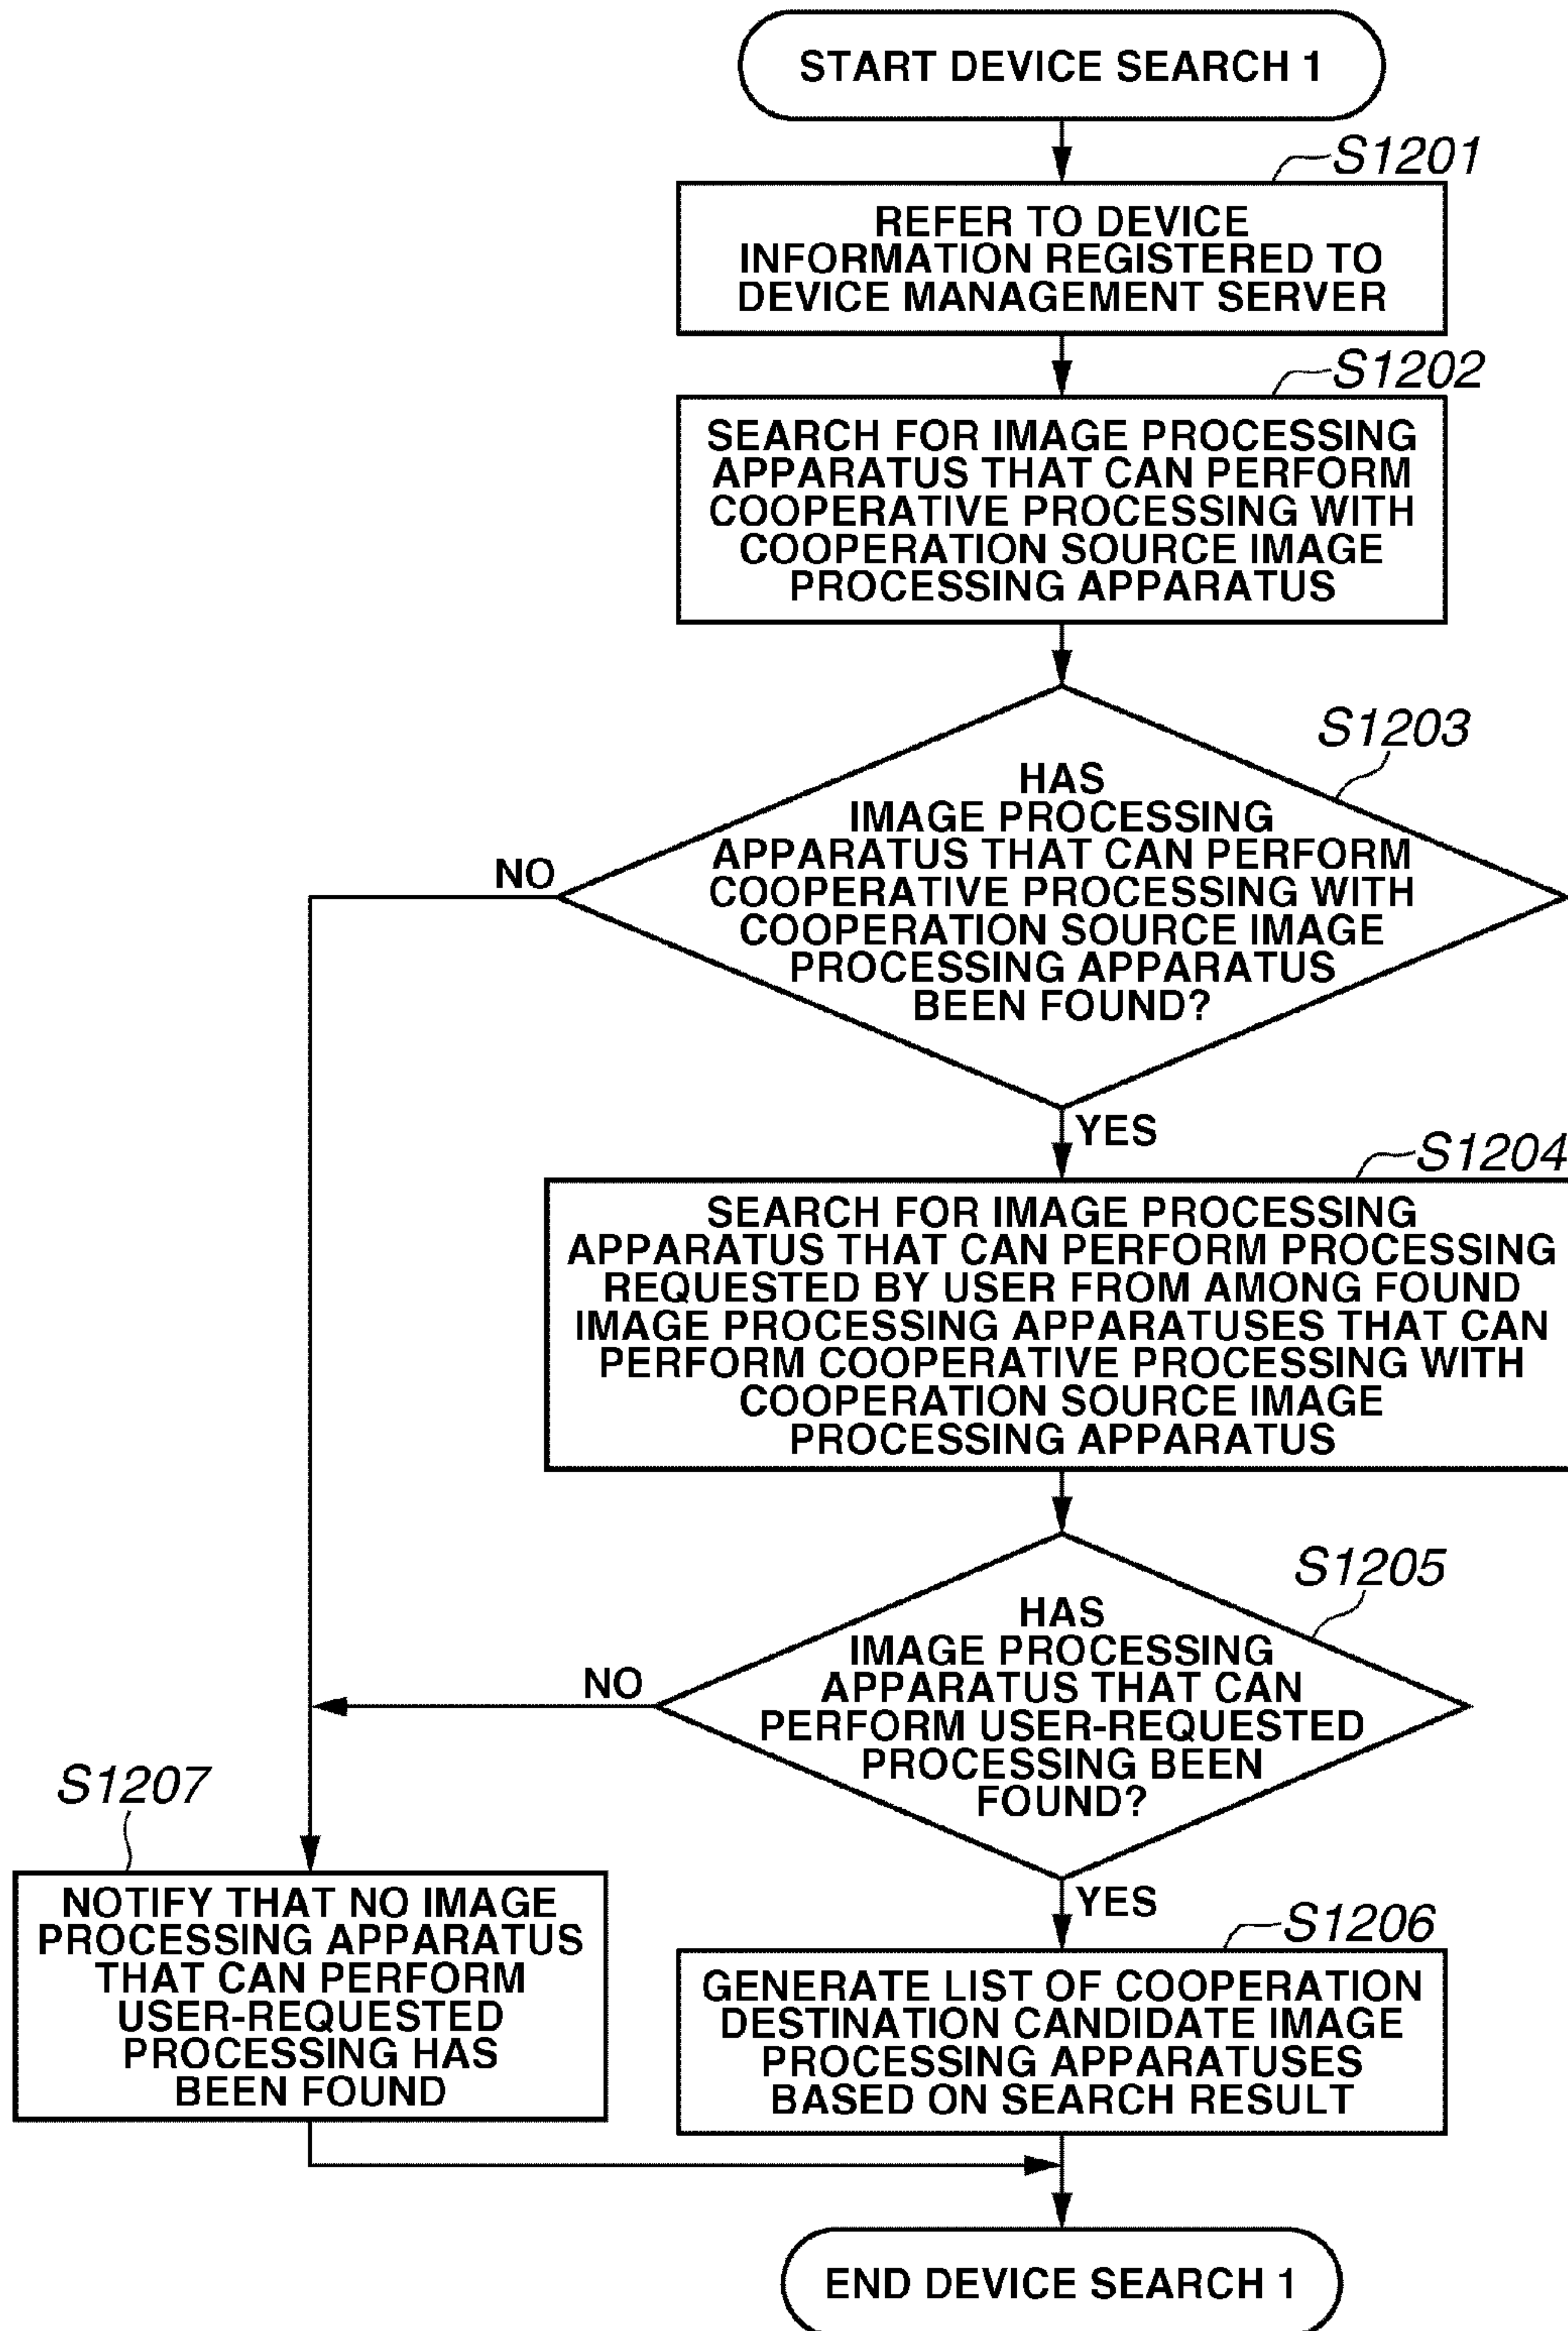 START DEVICE SEARCH 1
S1201
REFER TO DEVICE
INFORMATION REGISTERED TO
DEVICE MANAGEMENT SERVER
S1202
SEARCH FOR IMAGE PROCESSING
APPARATUS THAT CAN PERFORM
COOPERATIVE PROCESSING WITH
COOPERATION SOURCE IMAGE
PROCESSING APPARATUS
S1203
HAS
IMAGE PROCESSING
APPARATUS THAT CAN PERFORM
COOPERATIVE PROCESSING WITH
COOPERATION SOURCE IMAGE
PROCESSING APPARATUS
BEEN FOUND?
NO
YES
S1204
SEARCH FOR IMAGE PROCESSING
APPARATUS THAT CAN PERFORM PROCESSING
REQUESTED BY USER FROM AMONG FOUND
IMAGE PROCESSING APPARATUSES THAT CAN
PERFORM COOPERATIVE PROCESSING WITH
COOPERATION SOURCE IMAGE
PROCESSING APPARATUS
S1205
HAS
IMAGE PROCESSING
APPARATUS THAT CAN
PERFORM USER-REQUESTED
PROCESSING BEEN
FOUND?
NO
YES
S1207
NOTIFY THAT NO IMAGE
PROCESSING APPARATUS
THAT CAN PERFORM
USER-REQUESTED
PROCESSING HAS
BEEN FOUND
S1206
GENERATE LIST OF COOPERATION
DESTINATION CANDIDATE IMAGE
PROCESSING APPARATUSES
BASED ON SEARCH RESULT
END DEVICE SEARCH 1